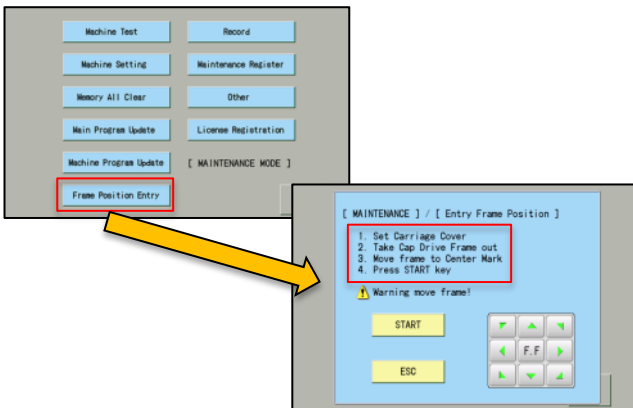 Machine Test
Record
Machine Setting
Maintenance Register
Memory All Clear
Other
Main Program Update
License Registration
Machine Program Update
[ MAINTENANCE MODE ]
Frame Position Entry
[ MAINTENANCE ] / [ Entry Frame Position ]
1. Set Carriage Cover
2. Take Cap Drive Frame out
3. Move frame to Center Mark
4. Press START key
Warning move frame!
START
F.F
ESC